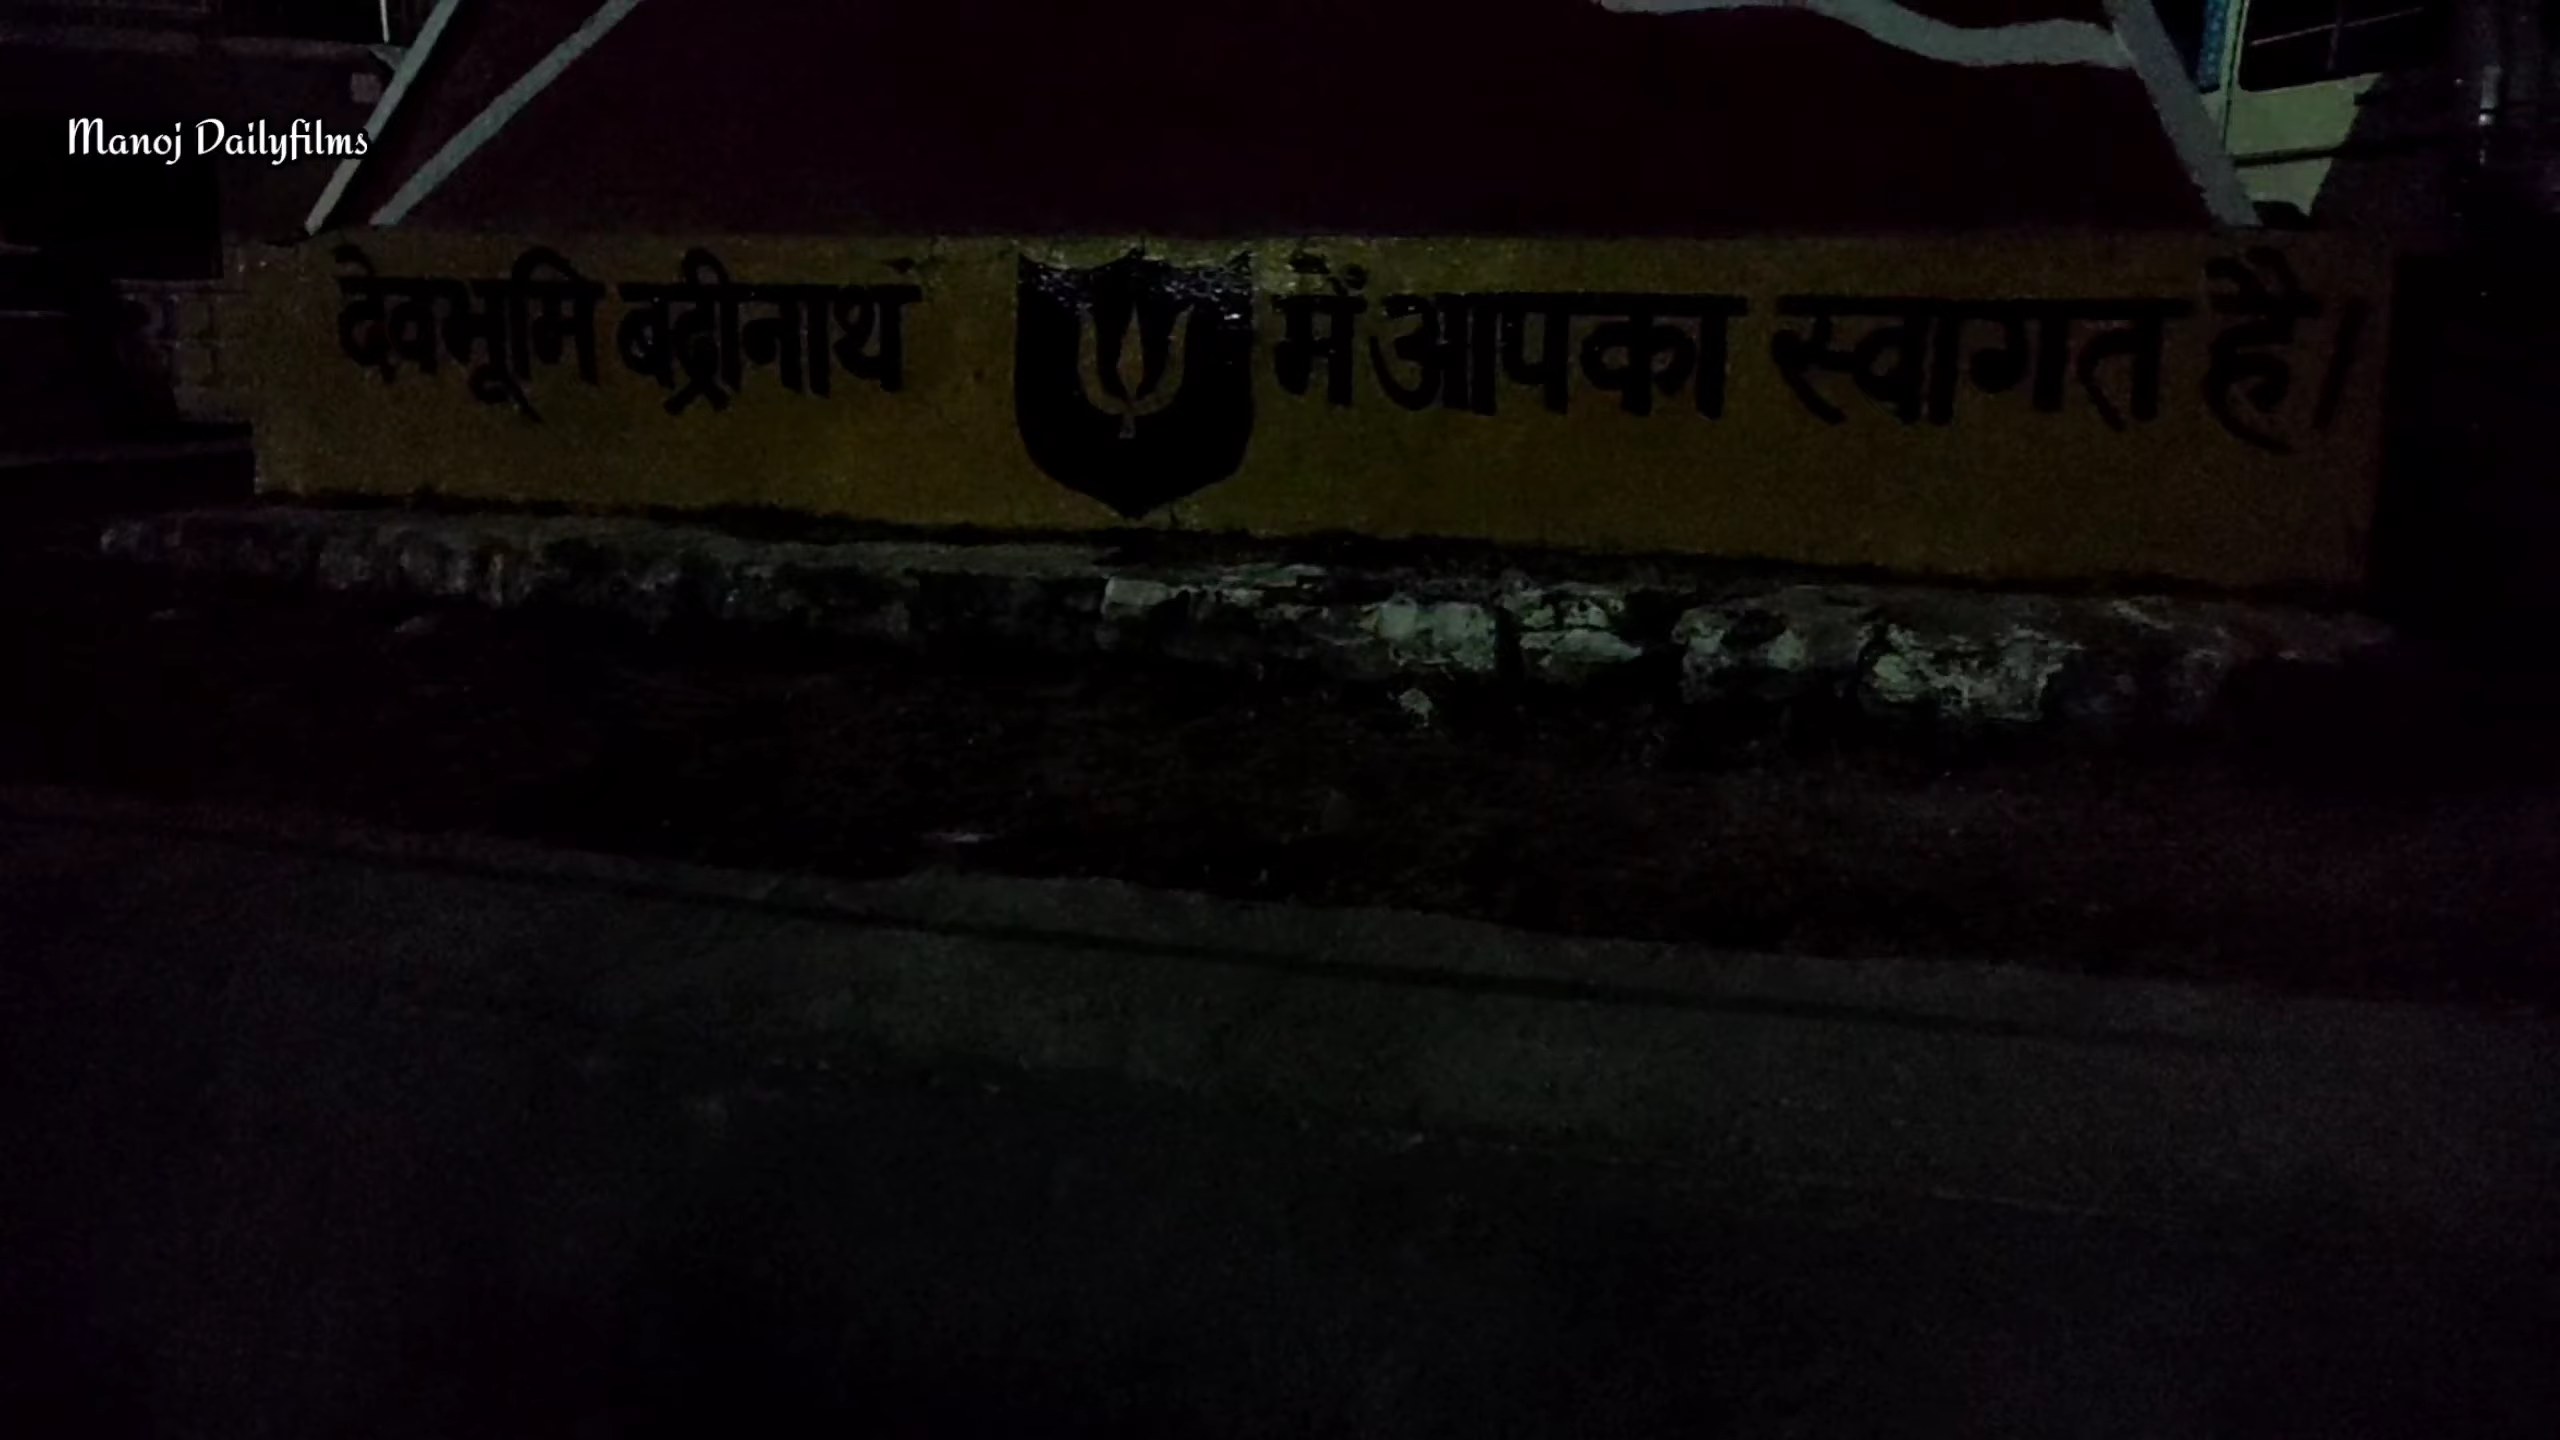 Manoj Dailyfilms
देवभूमि बद्रीनाथ में आपका स्वागत है।